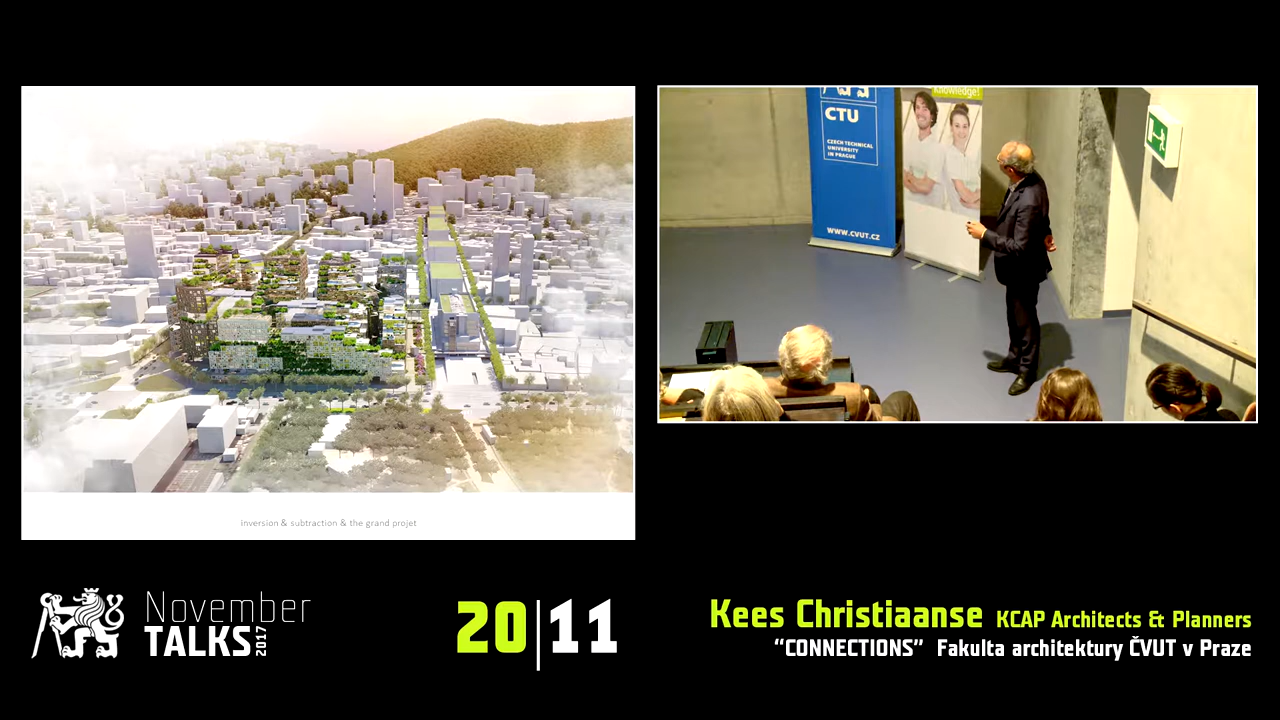 inversion & subtraction & the grand projet
Knowledge!
CTU
CZECH TECHNICAL
UNIVERSITY
IN PRAGUE
WWW.CVUT.CZ
November
TALKS 2017
20|11
Kees Christiaanse KCAP Architects & Planners
“CONNECTIONS” Fakulta architektury ČVUT v Praze